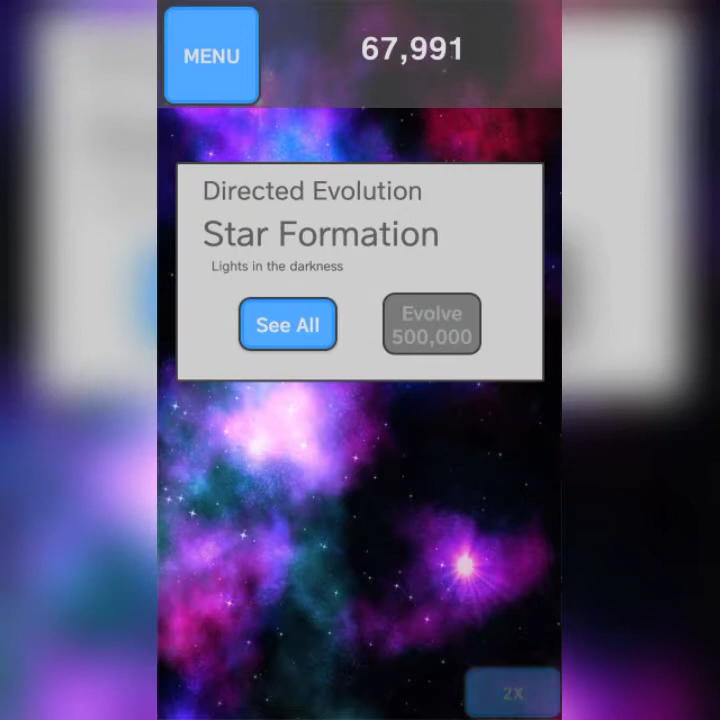 MENU
67,991
Directed Evolution
Star Formation
Lights in the darkness
See All
Evolve
500,000
2X